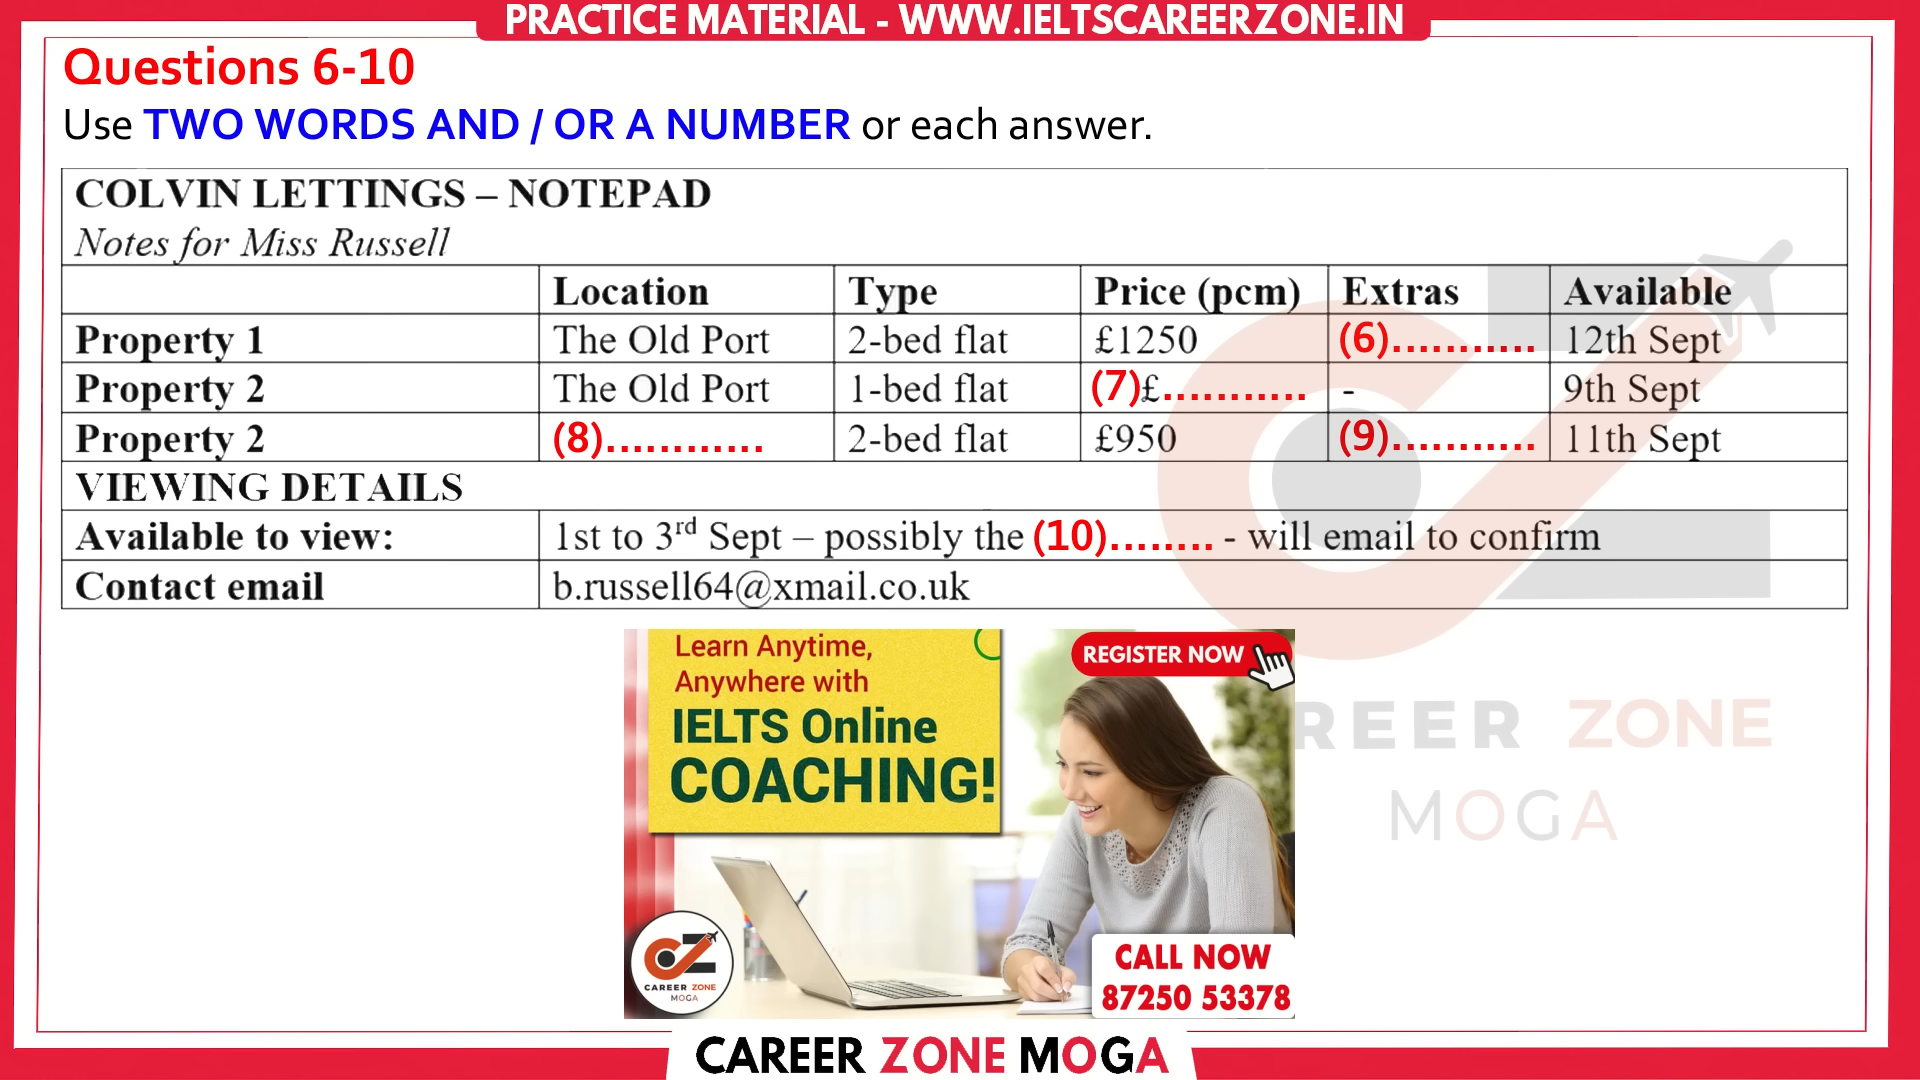 PRACTICE MATERIAL - WWW.IELTSCAREERZONE.IN
Questions 6-10
Use TWO WORDS AND / OR A NUMBER or each answer.
COLVIN LETTINGS – NOTEPAD
Notes for Miss Russell
Location Type Price (pcm) Extras Available
Property 1 The Old Port 2-bed flat £1250 (6)........... 12th Sept
Property 2 The Old Port 1-bed flat (7)£........... - 9th Sept
Property 2 (8)............ 2-bed flat £950 (9)........... 11th Sept
VIEWING DETAILS
Available to view: 1st to 3rd Sept – possibly the (10)........ - will email to confirm
Contact email b.russell64@xmail.co.uk
Learn Anytime,
Anywhere with
IELTS Online
COACHING!
REGISTER NOW
REER ZONE
MOGA
CAREER ZONE
MOGA
CALL NOW
87250 53378
CAREER ZONE MOGA